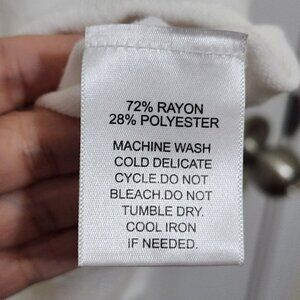 72% RAYON
28% POLYESTER
MACHINE WASH
COLD DELICATE
CYCLE.DO NOT
BLEACH.DO NOT
TUMBLE DRY.
COOL IRON
IF NEEDED.